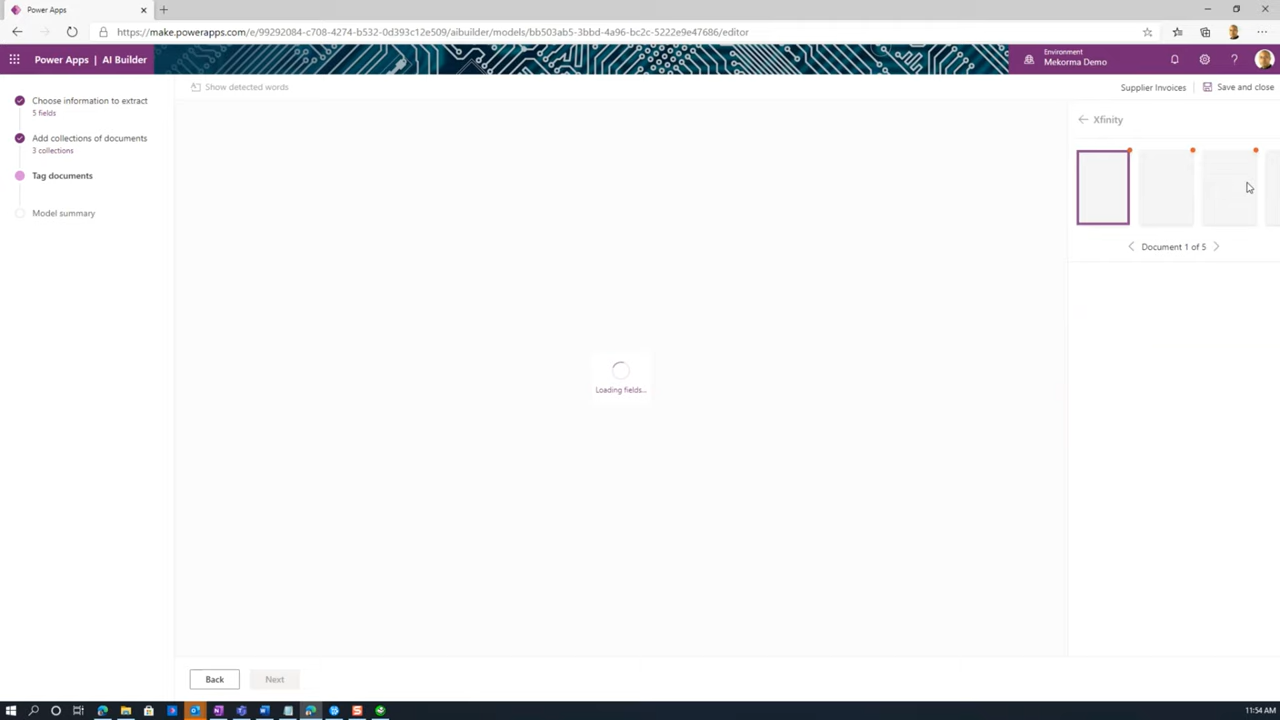 Power Apps
https://make.powerapps.com/e/99292084-c708-4274-b532-0d393c12e509/aibuilder/models/bb503ab5-3bbd-4a96-bc2c-5222e9e47686/editor
Power Apps | AI Builder
Environment
Mekorma Demo
Choose information to extract
5 fields
Add collections of documents
3 collections
Tag documents
Model summary
Show detected words
Supplier Invoices
Save and close
Xfinity
Document 1 of 5
Loading fields...
Back
Next
11:54 AM